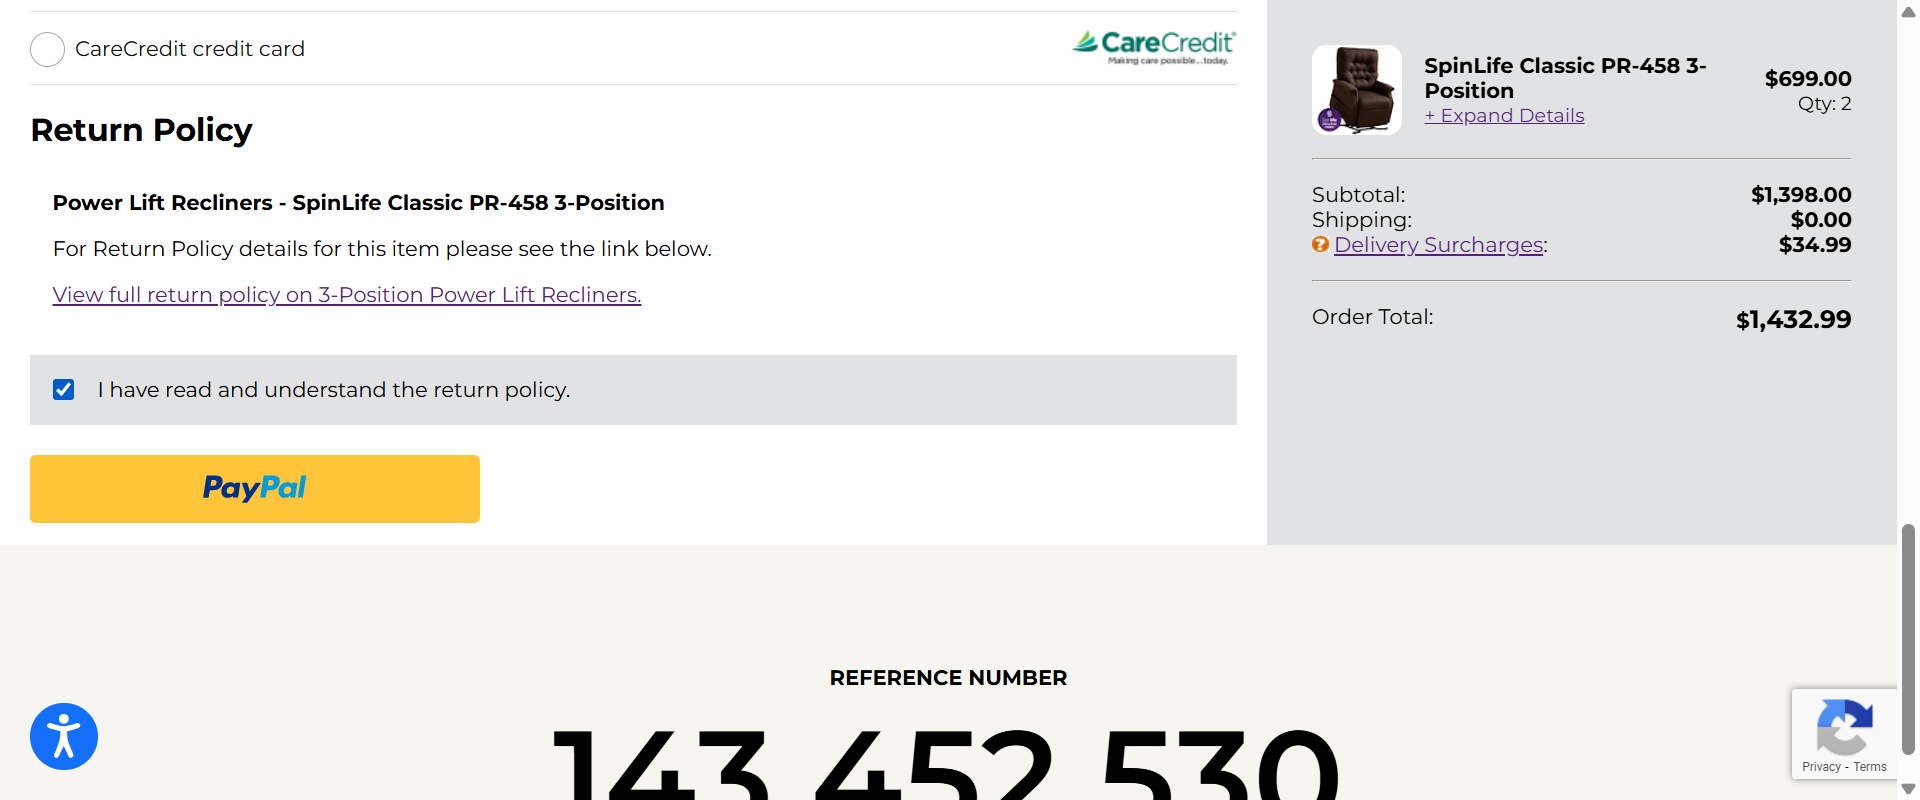 CareCredit credit card
CareCredit®
Making care possible...today.
Return Policy
Power Lift Recliners - SpinLife Classic PR-458 3-Position
For Return Policy details for this item please see the link below.
View full return policy on 3-Position Power Lift Recliners.
I have read and understand the return policy.
PayPal
SpinLife Classic PR-458 3-
Position
+ Expand Details
$699.00
Qty: 2
Subtotal: $1,398.00
Shipping: $0.00
Delivery Surcharges: $34.99
Order Total: $1,432.99
REFERENCE NUMBER
143 452 530
Privacy - Terms